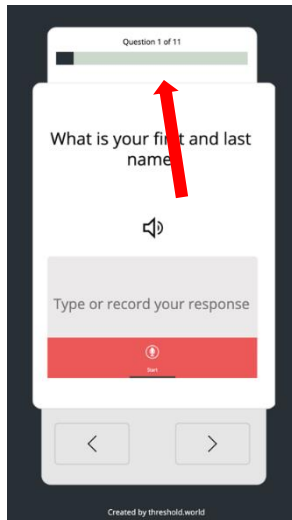 Question 1 of 11
What is your first and last
name
Type or record your response
Start
Created by threshold.world